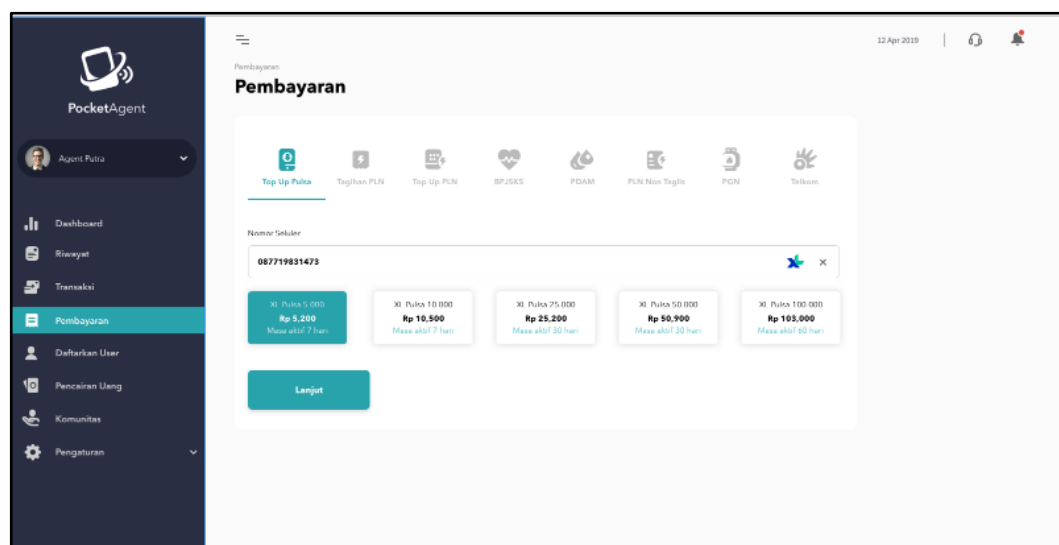 12 Apr 2019
PocketAgent
Agent Putra
Dashboard
Riwayat
Transaksi
Pembayaran
Daftarkan User
Pencairan Uang
Komunitas
Pengaturan
Pembayaran
Pembayaran
Top Up Pulsa
Tagihan PLN
Top Up PLN
BPJSKS
PDAM
PLN Non Taglis
PGN
Telkom
Nomor Seluler
087719831473
XL Pulsa 5.000
Rp 5,200
Masa aktif 7 hari
XL Pulsa 10.000
Rp 10,500
Masa aktif 7 hari
XL Pulsa 25.000
Rp 25,200
Masa aktif 30 hari
XL Pulsa 50.000
Rp 50,900
Masa aktif 30 hari
XL Pulsa 100.000
Rp 103,000
Masa aktif 60 hari
Lanjut